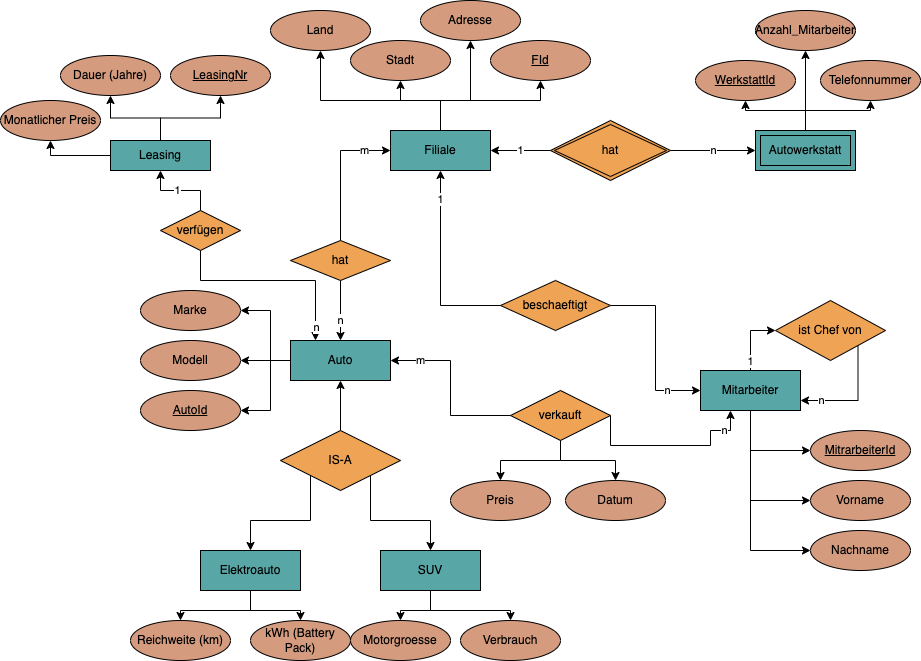 Land
Adresse
Stadt
FId
Anzahl_Mitarbeiter
Dauer (Jahre)
LeasingNr
WerkstattId
Telefonnummer
Monatlicher Preis
Leasing
Filiale
hat
Autowerkstatt
m
1
n
1
verfügen
1
hat
beschaeftigt
Marke
n
n
ist Chef von
Modell
Auto
m
1
n
Mitarbeiter
n
AutoId
verkauft
n
IS-A
MitrarbeiterId
Preis
Datum
Vorname
Nachname
Elektroauto
SUV
Reichweite (km)
kWh (Battery
Pack)
Motorgroesse
Verbrauch